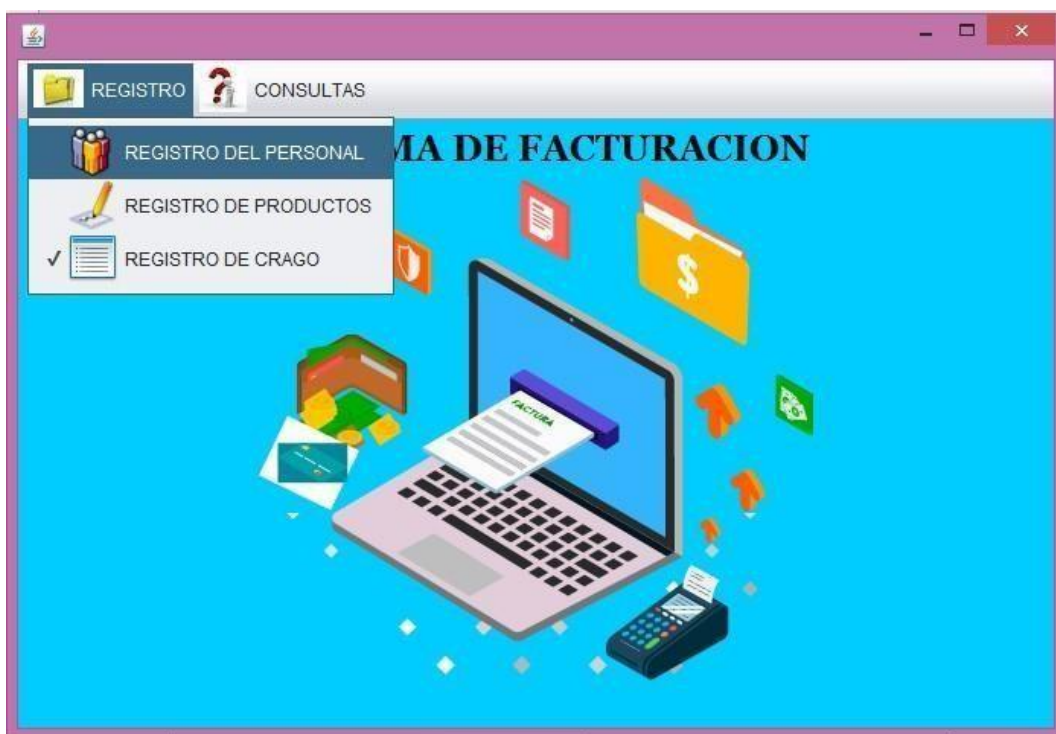 REGISTRO
CONSULTAS
MA DE FACTURACION
REGISTRO DEL PERSONAL
REGISTRO DE PRODUCTOS
REGISTRO DE CRAGO
$
FACTURA